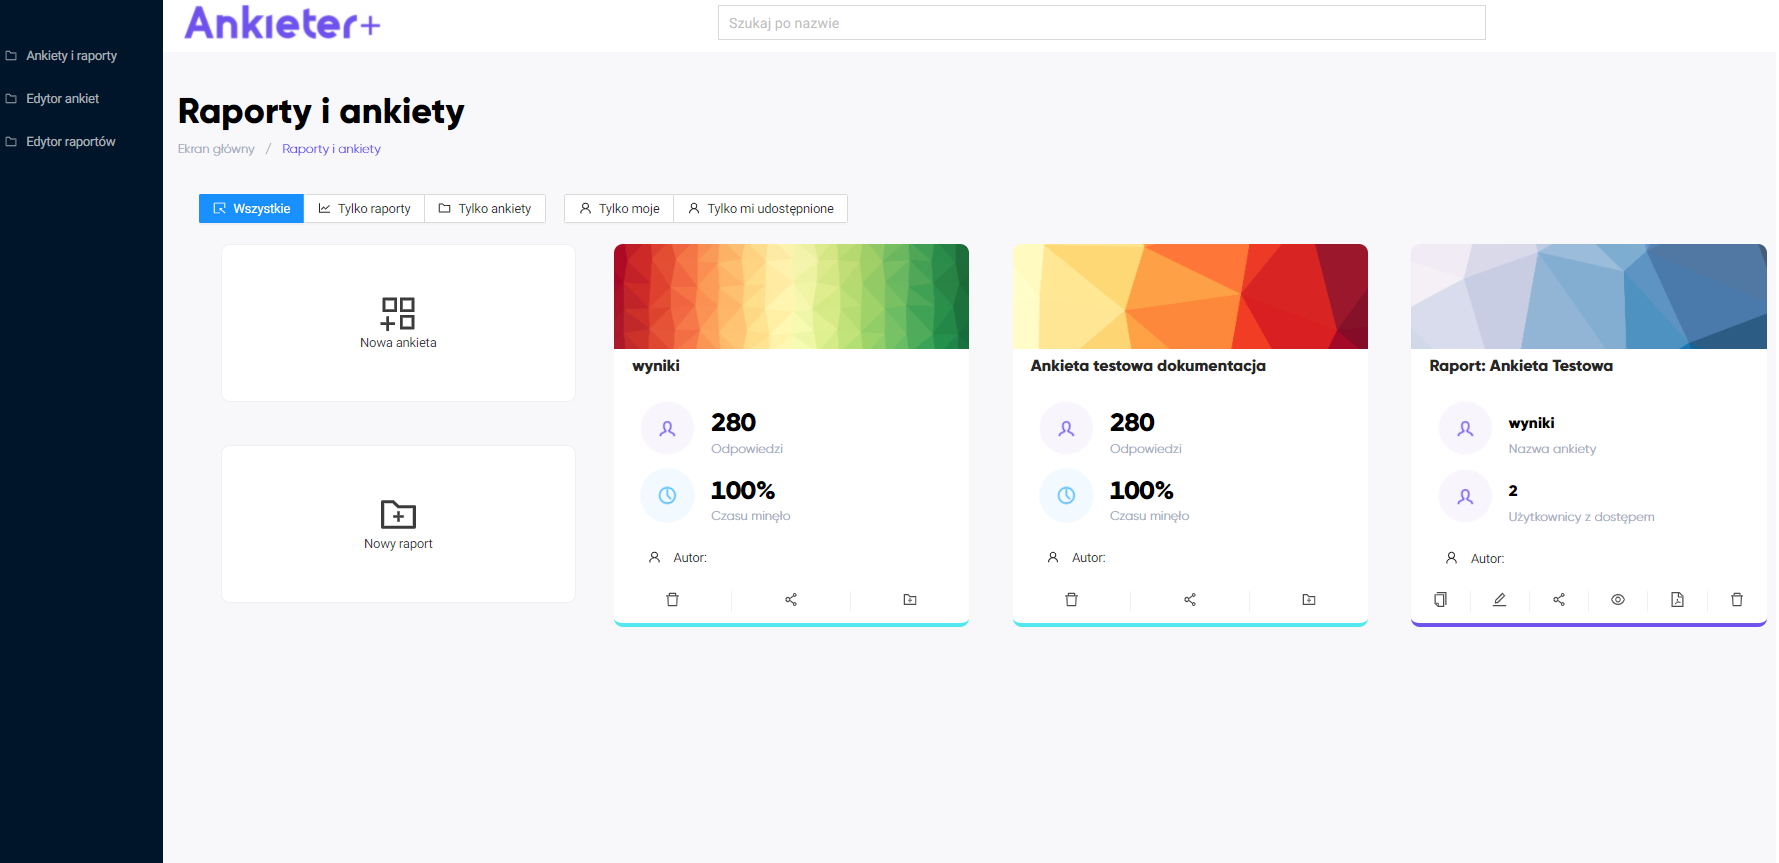 Ankieter+
Szukaj po nazwie
Ankiety i raporty
Edytor ankiet
Edytor raportów
Raporty i ankiety
Ekran główny / Raporty i ankiety
Wszystkie Tylko raporty Tylko ankiety Tylko moje Tylko mi udostępnione
Nowa ankieta
Nowy raport
wyniki
280
Odpowiedzi
100%
Czasu minęło
Autor:
Ankieta testowa dokumentacja
280
Odpowiedzi
100%
Czasu minęło
Autor:
Raport: Ankieta Testowa
wyniki
Nazwa ankiety
2
Użytkownicy z dostępem
Autor: